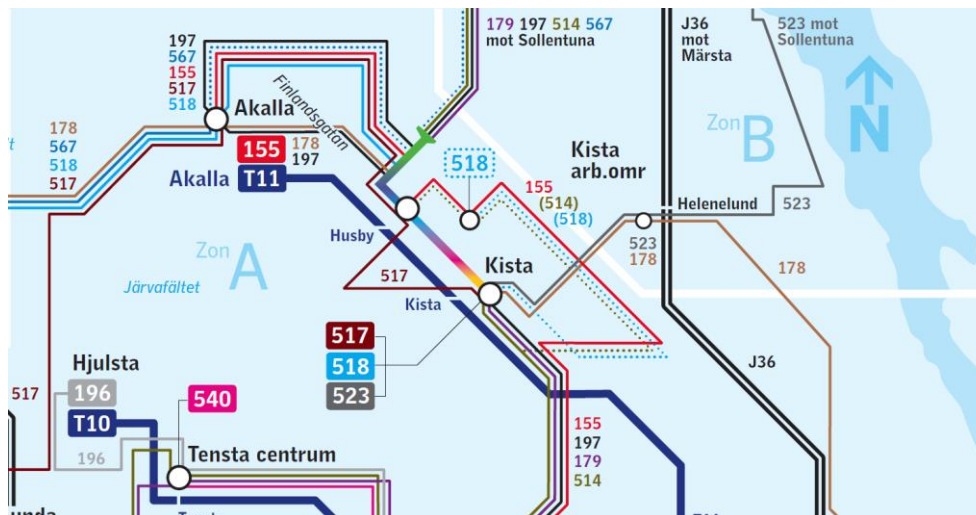 179 197 514 567
mot Sollentuna
J36
mot
Märsta
523 mot
Sollentuna
197
567
155
517
518
Akalla
Finlandsgatan
178
567
518
517
155
178
197
Akalla T11
518
Kista
arb.omr
Zon B
N
155
(514)
(518)
Helenelund
523
523
178
Husby
Zon A
Järvafältet
517
Kista
Kista
178
517
518
523
Hjulsta
196
T10
540
517
196
Tensta centrum
J36
155
197
179
514